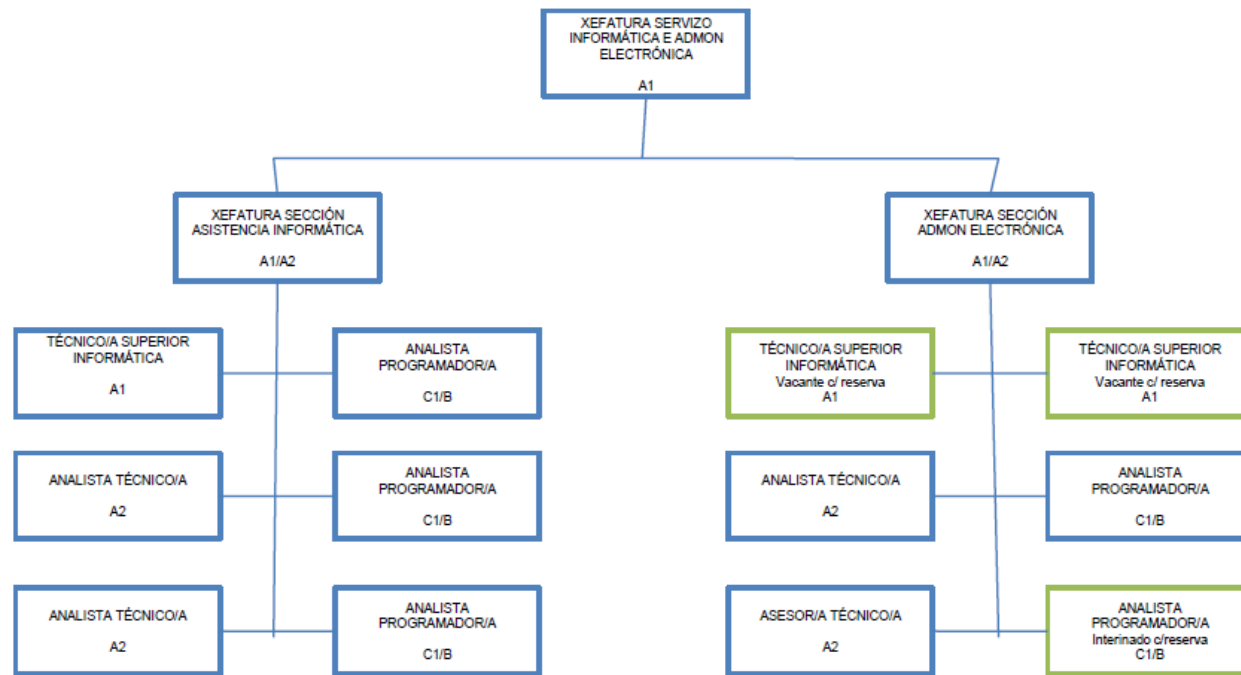 XEFATURA SERVIZO
INFORMÁTICA E ADMON
ELECTRÓNICA
A1
XEFATURA SECCIÓN
ASISTENCIA INFORMÁTICA
A1/A2
XEFATURA SECCIÓN
ADMON ELECTRÓNICA
A1/A2
TÉCNICO/A SUPERIOR
INFORMÁTICA
A1
ANALISTA
PROGRAMADOR/A
C1/B
TÉCNICO/A SUPERIOR
INFORMÁTICA
Vacante c/ reserva
A1
TÉCNICO/A SUPERIOR
INFORMÁTICA
Vacante c/ reserva
A1
ANALISTA TÉCNICO/A
A2
ANALISTA
PROGRAMADOR/A
C1/B
ANALISTA TÉCNICO/A
A2
ANALISTA
PROGRAMADOR/A
C1/B
ANALISTA TÉCNICO/A
A2
ANALISTA
PROGRAMADOR/A
C1/B
ASESOR/A TÉCNICO/A
A2
ANALISTA
PROGRAMADOR/A
Interinado c/reserva
C1/B